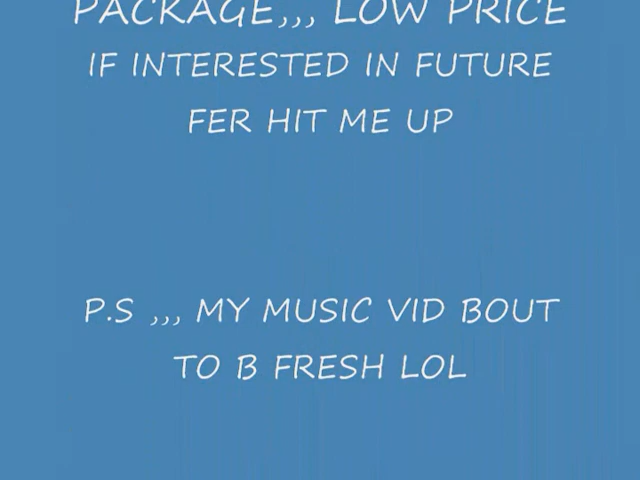 PACKAGE,,, LOW PRICE
IF INTERESTED IN FUTURE
FER HIT ME UP
P.S ,,, MY MUSIC VID BOUT
TO B FRESH LOL